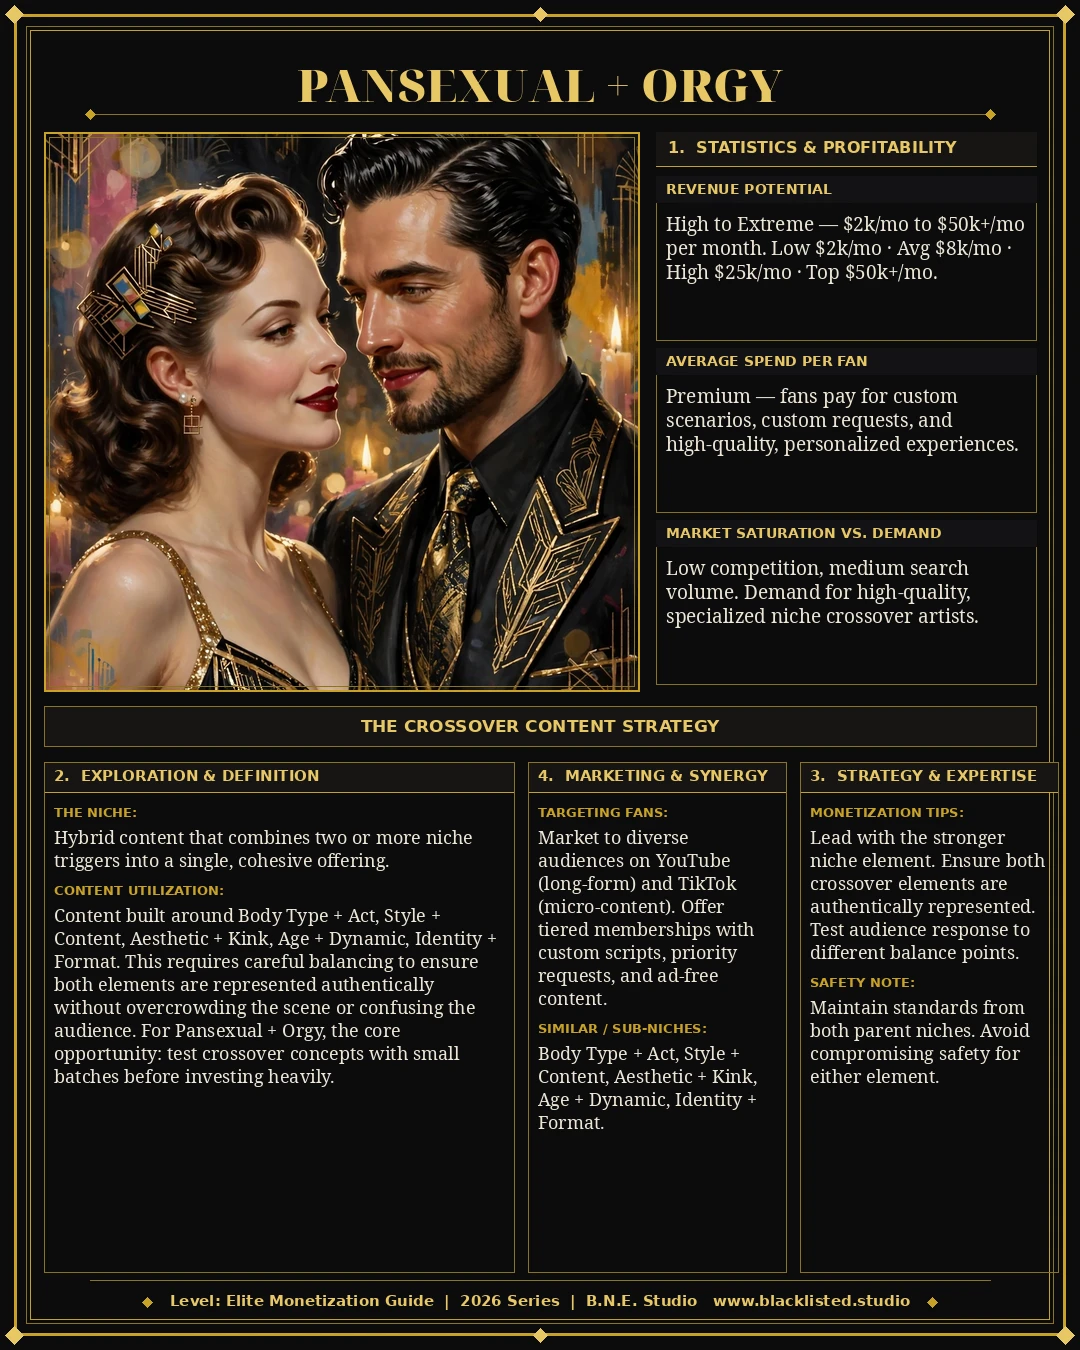 PANSEXUAL + ORGY
1. STATISTICS & PROFITABILITY
REVENUE POTENTIAL
High to Extreme — $2k/mo to $50k+/mo
per month. Low $2k/mo · Avg $8k/mo ·
High $25k/mo · Top $50k+/mo.
AVERAGE SPEND PER FAN
Premium — fans pay for custom
scenarios, custom requests, and
high-quality, personalized experiences.
MARKET SATURATION VS. DEMAND
Low competition, medium search
volume. Demand for high-quality,
specialized niche crossover artists.
THE CROSSOVER CONTENT STRATEGY
2. EXPLORATION & DEFINITION
THE NICHE:
Hybrid content that combines two or more niche
triggers into a single, cohesive offering.
CONTENT UTILIZATION:
Content built around Body Type + Act, Style +
Content, Aesthetic + Kink, Age + Dynamic, Identity +
Format. This requires careful balancing to ensure
both elements are represented authentically
without overcrowding the scene or confusing the
audience. For Pansexual + Orgy, the core
opportunity: test crossover concepts with small
batches before investing heavily.
4. MARKETING & SYNERGY
TARGETING FANS:
Market to diverse
audiences on YouTube
(long-form) and TikTok
(micro-content). Offer
tiered memberships with
custom scripts, priority
requests, and ad-free
content.
SIMILAR / SUB-NICHES:
Body Type + Act, Style +
Content, Aesthetic + Kink,
Age + Dynamic, Identity +
Format.
3. STRATEGY & EXPERTISE
MONETIZATION TIPS:
Lead with the stronger
niche element. Ensure both
crossover elements are
authentically represented.
Test audience response to
different balance points.
SAFETY NOTE:
Maintain standards from
both parent niches. Avoid
compromising safety for
either element.
Level: Elite Monetization Guide | 2026 Series | B.N.E. Studio www.blacklisted.studio